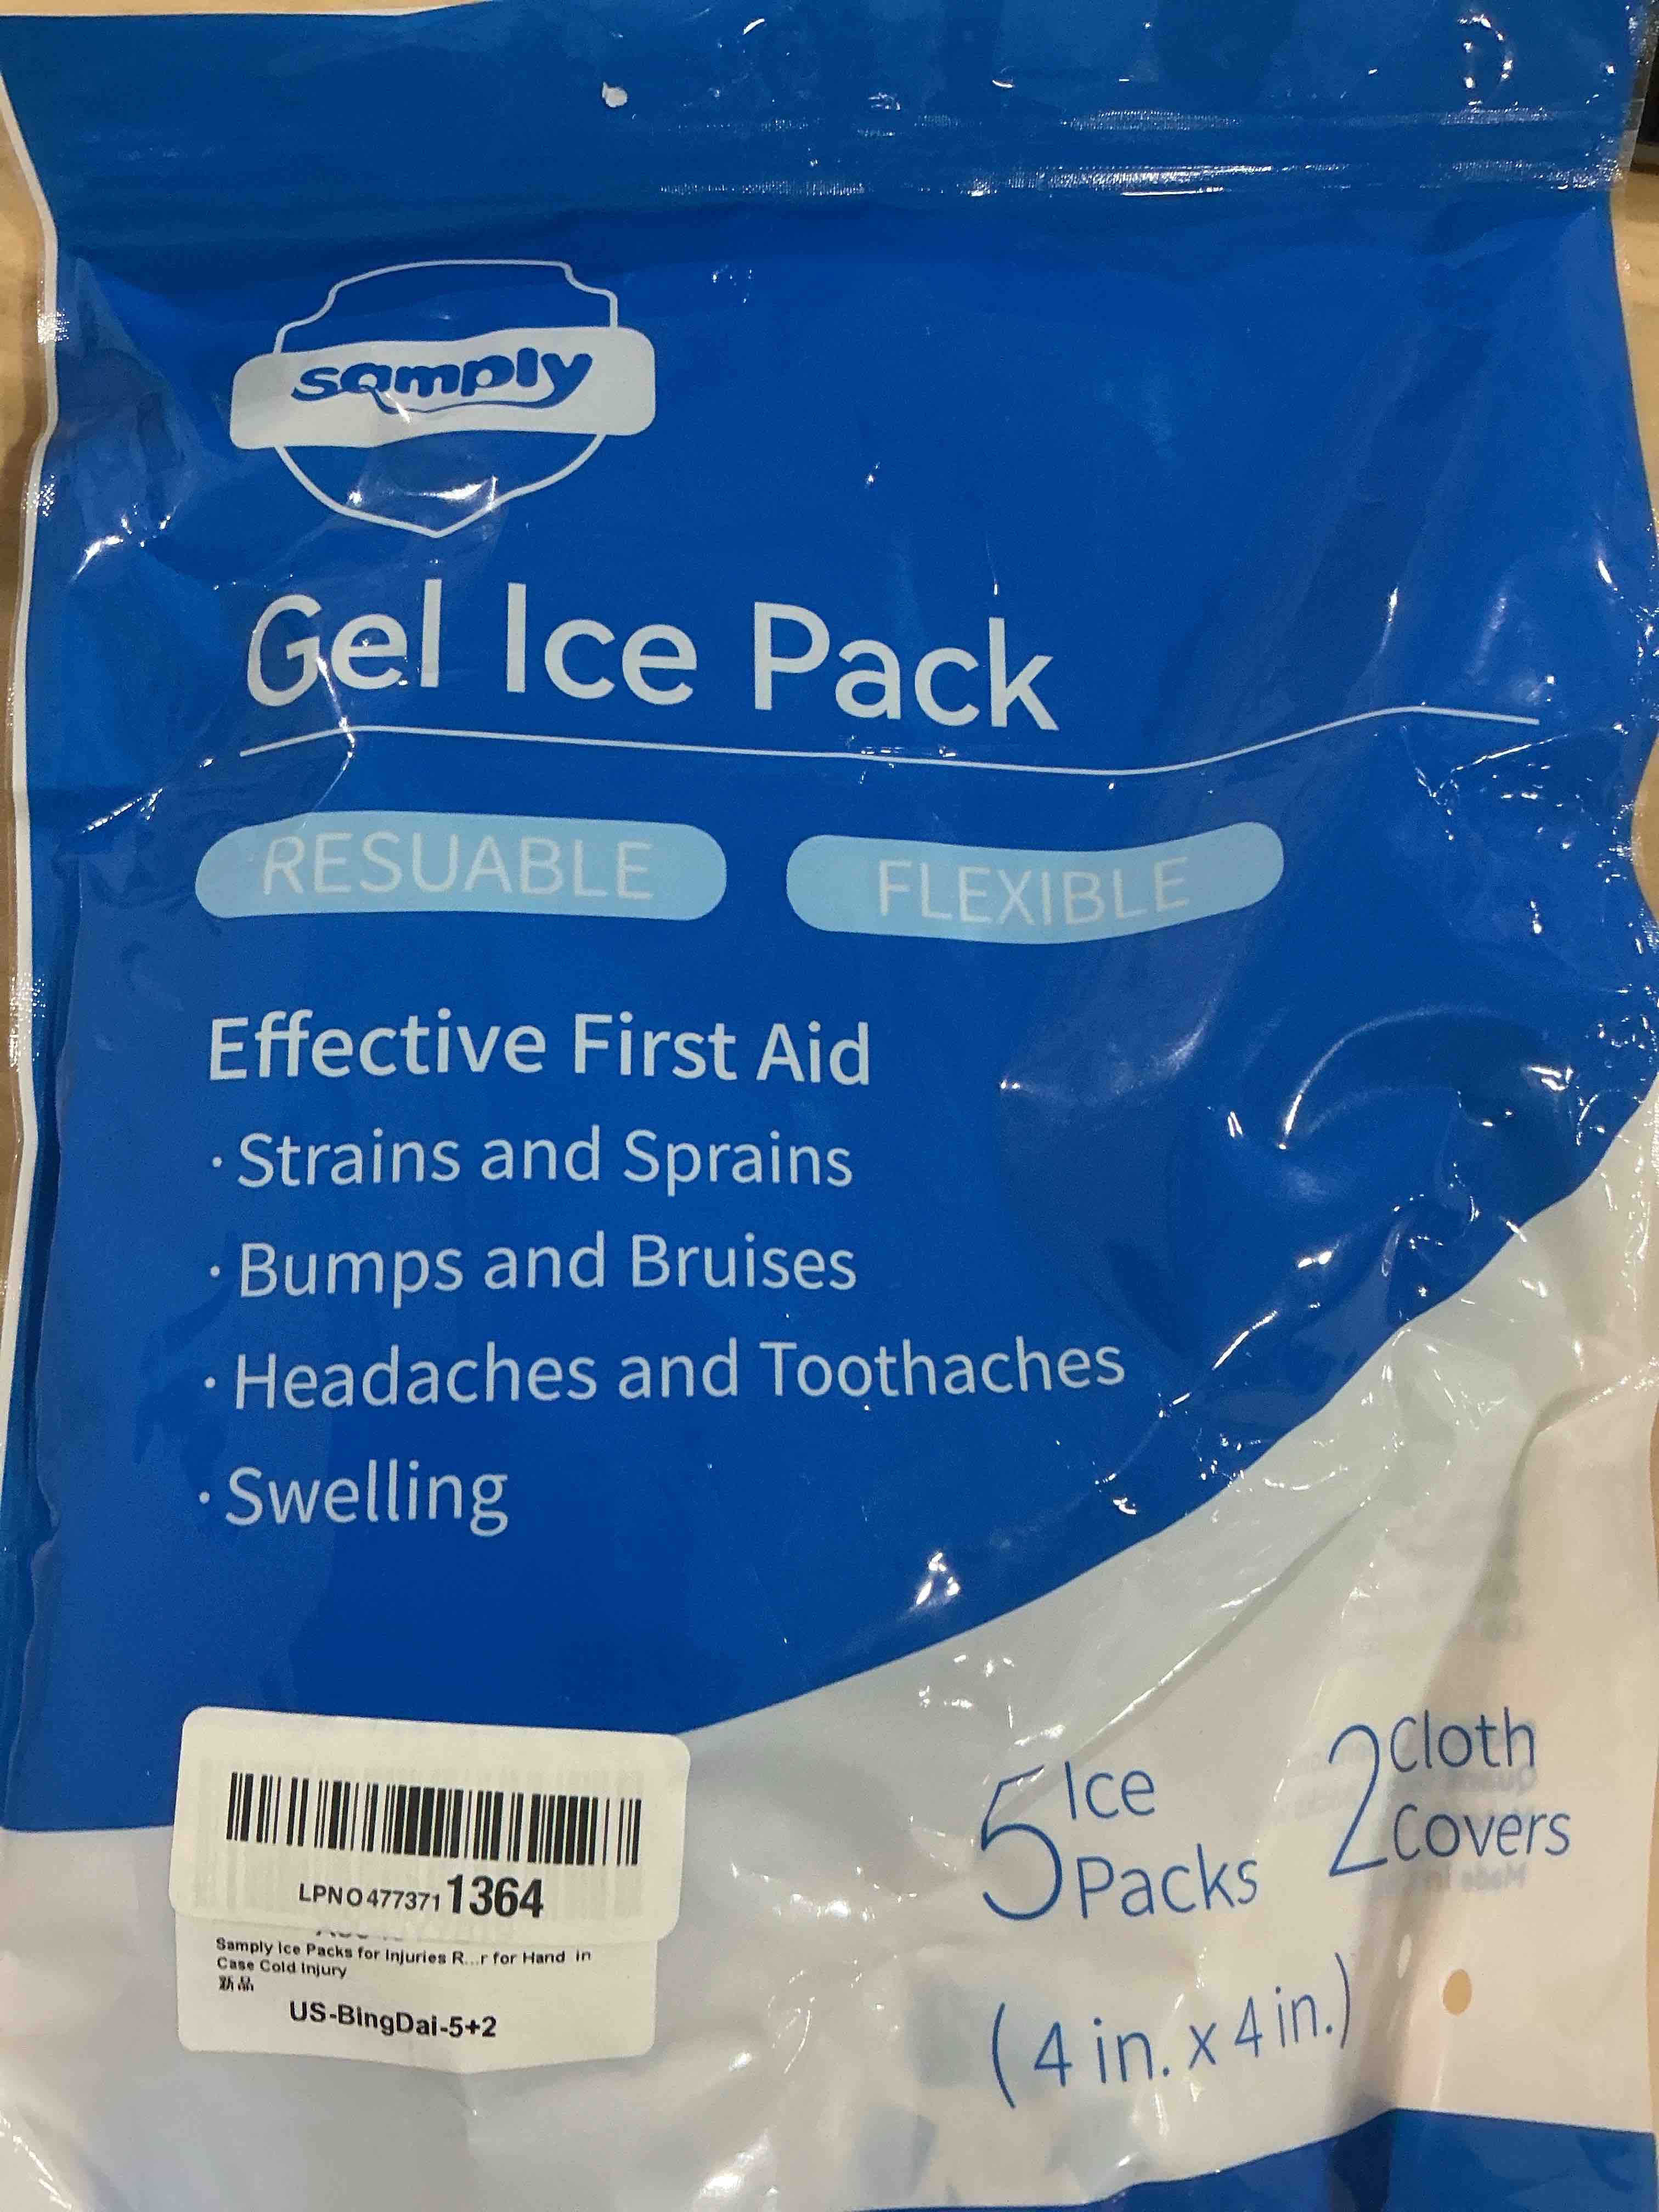 samply
Gel Ice Pack
RESUABLE
FLEXIBLE
Effective First Aid
· Strains and Sprains
· Bumps and Bruises
· Headaches and Toothaches
· Swelling
5 Ice Packs
2 Cloth Covers
(4 in. x 4 in.)
LPNO4773711364
Samply Ice Packs for Injuries R...r for Hand in
Case Cold Injury
新品
US-BingDai-5+2